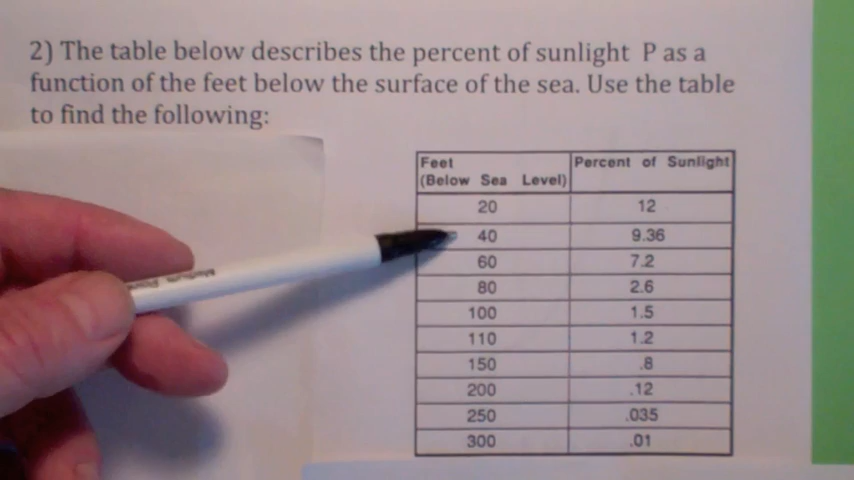 2) The table below describes the percent of sunlight P as a
function of the feet below the surface of the sea. Use the table
to find the following:
Feet (Below Sea Level) Percent of Sunlight
20 12
40 9.36
60 7.2
80 2.6
100 1.5
110 1.2
150 .8
200 .12
250 .035
300 .01